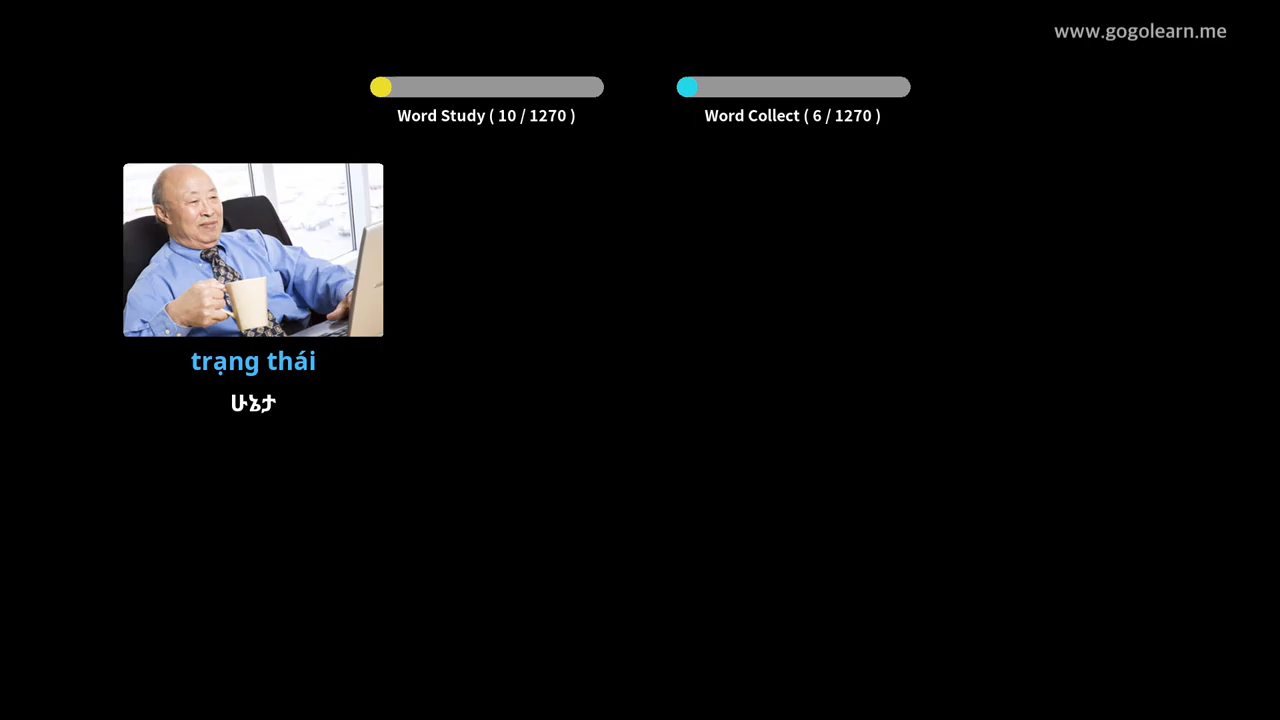 www.gogolearn.me
Word Study ( 10 / 1270 )
Word Collect ( 6 / 1270 )
trạng thái
ሁኔታ